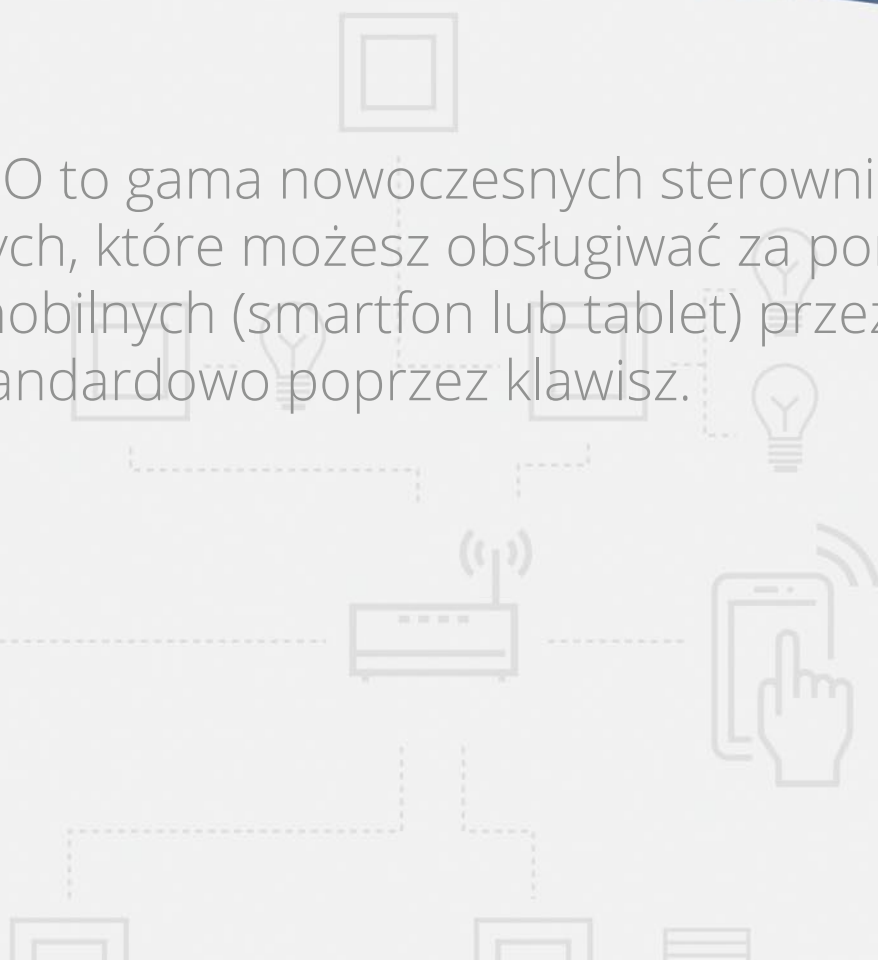 O to gama nowoczesnych sterowni
ych, które możesz obsługiwać za po
obilnych (smartfon lub tablet) przez
andardowo poprzez klawisz.